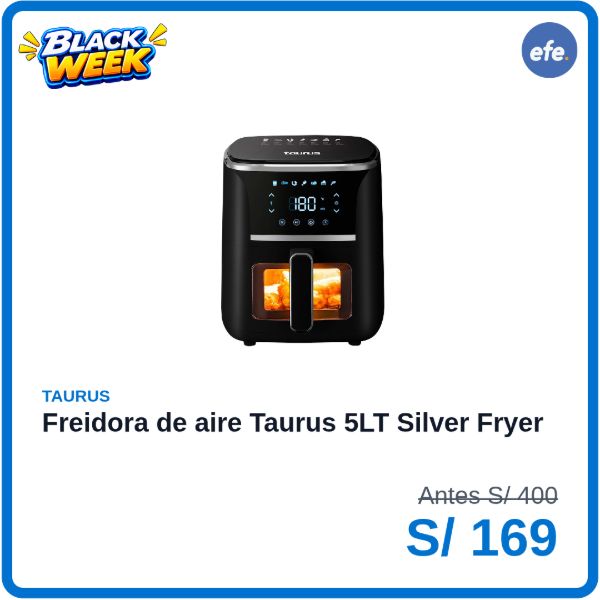 BLACK
WEEK
efe.
taurus
180
TAURUS
Freidora de aire Taurus 5LT Silver Fryer
Antes S/ 400
S/ 169